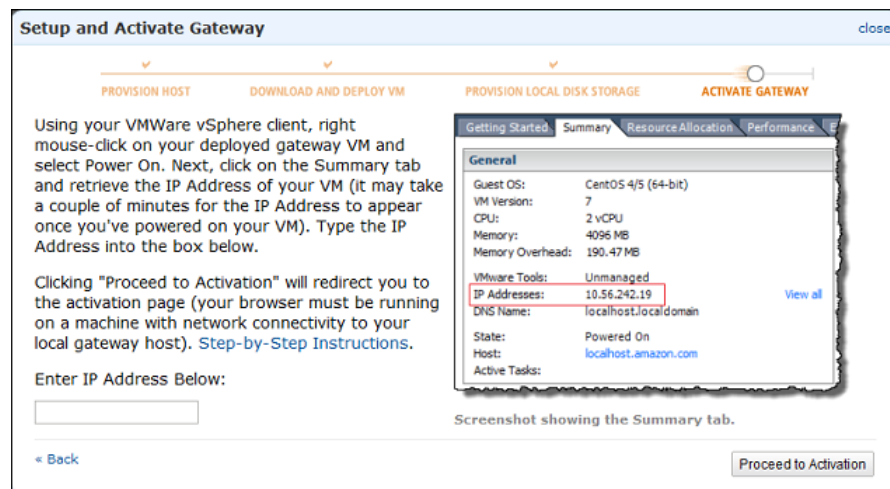 Setup and Activate Gateway
close
PROVISION HOST
DOWNLOAD AND DEPLOY VM
PROVISION LOCAL DISK STORAGE
ACTIVATE GATEWAY
Using your VMWare vSphere client, right
mouse-click on your deployed gateway VM and
select Power On. Next, click on the Summary tab
and retrieve the IP Address of your VM (it may take
a couple of minutes for the IP Address to appear
once you've powered on your VM). Type the IP
Address into the box below.
Clicking "Proceed to Activation" will redirect you to
the activation page (your browser must be running
on a machine with network connectivity to your
local gateway host). Step-by-Step Instructions.
Enter IP Address Below:
Getting Started Summary Resource Allocation Performance E
General
Guest OS: CentOS 4/5 (64-bit)
VM Version: 7
CPU: 2 vCPU
Memory: 4096 MB
Memory Overhead: 190.47 MB
VMware Tools: Unmanaged
IP Addresses: 10.56.242.19 View all
DNS Name: localhost.localdomain
State: Powered On
Host: localhost.amazon.com
Active Tasks:
Screenshot showing the Summary tab.
« Back
Proceed to Activation